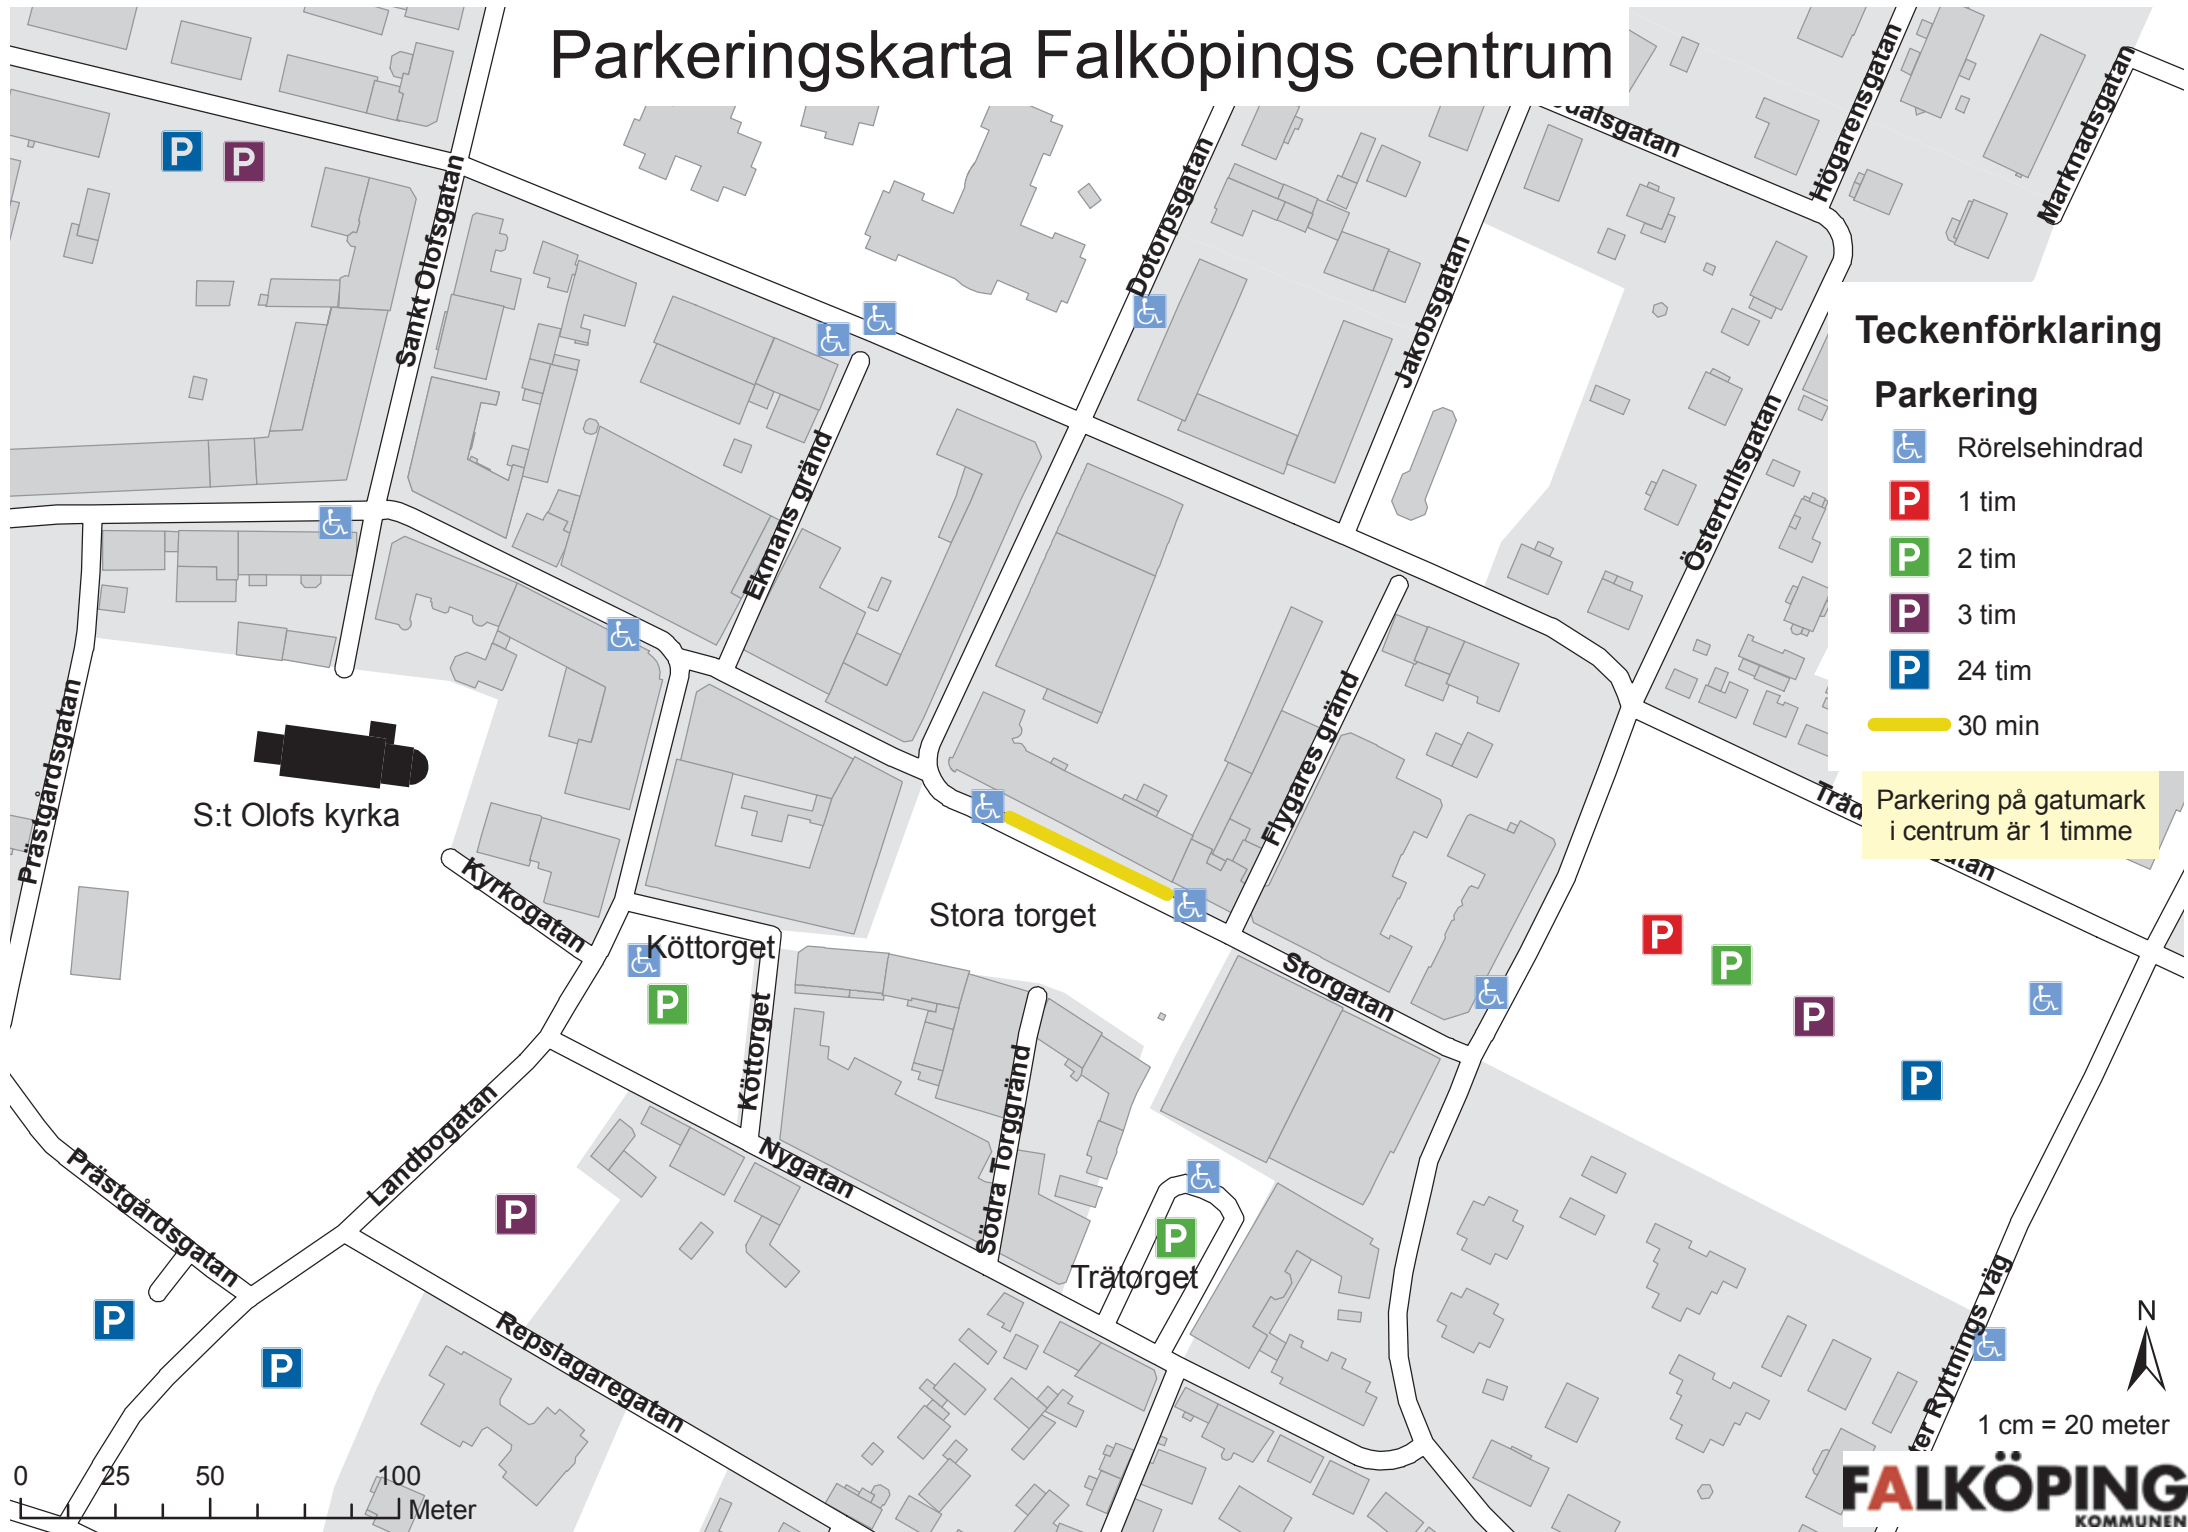 Parkeringskarta Falköpings centrum
Högarensgatan
Marknadsgatan
Sankt Olofsgatan
Dotorpsgatan
Jakobsgatan
Östertullsgatan
Teckenförklaring
Parkering
Rörelsehindrad
P 1 tim
P 2 tim
P 3 tim
P 24 tim
30 min
Parkering på gatumark
i centrum är 1 timme
P
P
Ekmans gränd
Flygares gränd
Prästgårdsgatan
S:t Olofs kyrka
Kyrkogatan
Köttorget
P
Köttorget
Stora torget
Storgatan
P
P
P
P
Landbogatan
Nygatan
Södra Torggränd
P
Trätorget
Prästgårdsgatan
P
P
P
Repslagaregatan
Ryttnings väg
N
1 cm = 20 meter
0 25 50 100
Meter
FALKÖPING
KOMMUNEN